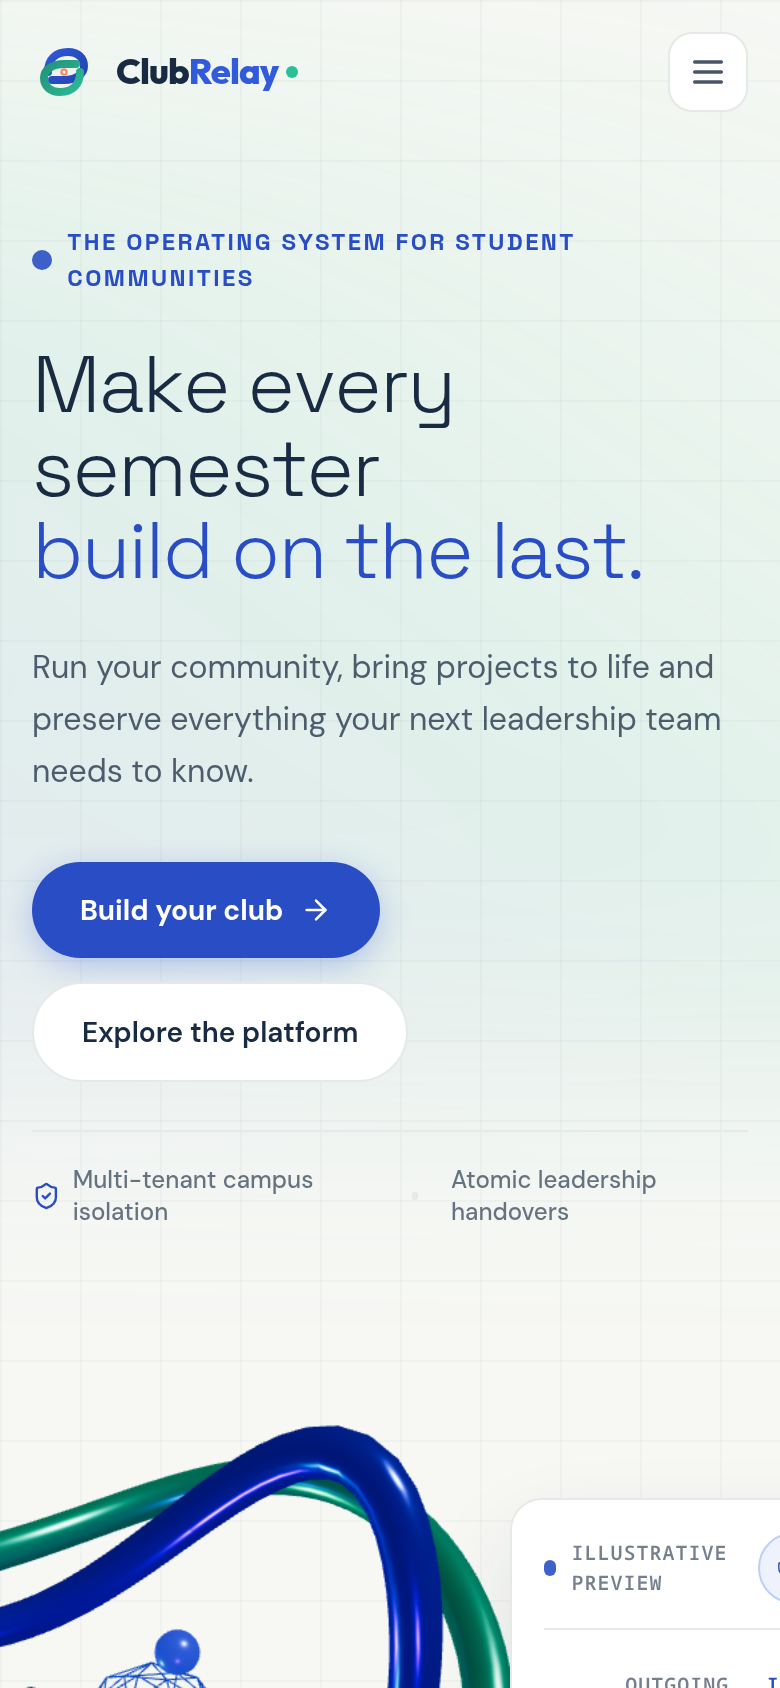 ClubRelay
THE OPERATING SYSTEM FOR STUDENT
COMMUNITIES
Make every
semester
build on the last.
Run your community, bring projects to life and
preserve everything your next leadership team
needs to know.
Build your club
Explore the platform
Multi-tenant campus
isolation
Atomic leadership
handovers
ILLUSTRATIVE
PREVIEW
OUTGOING